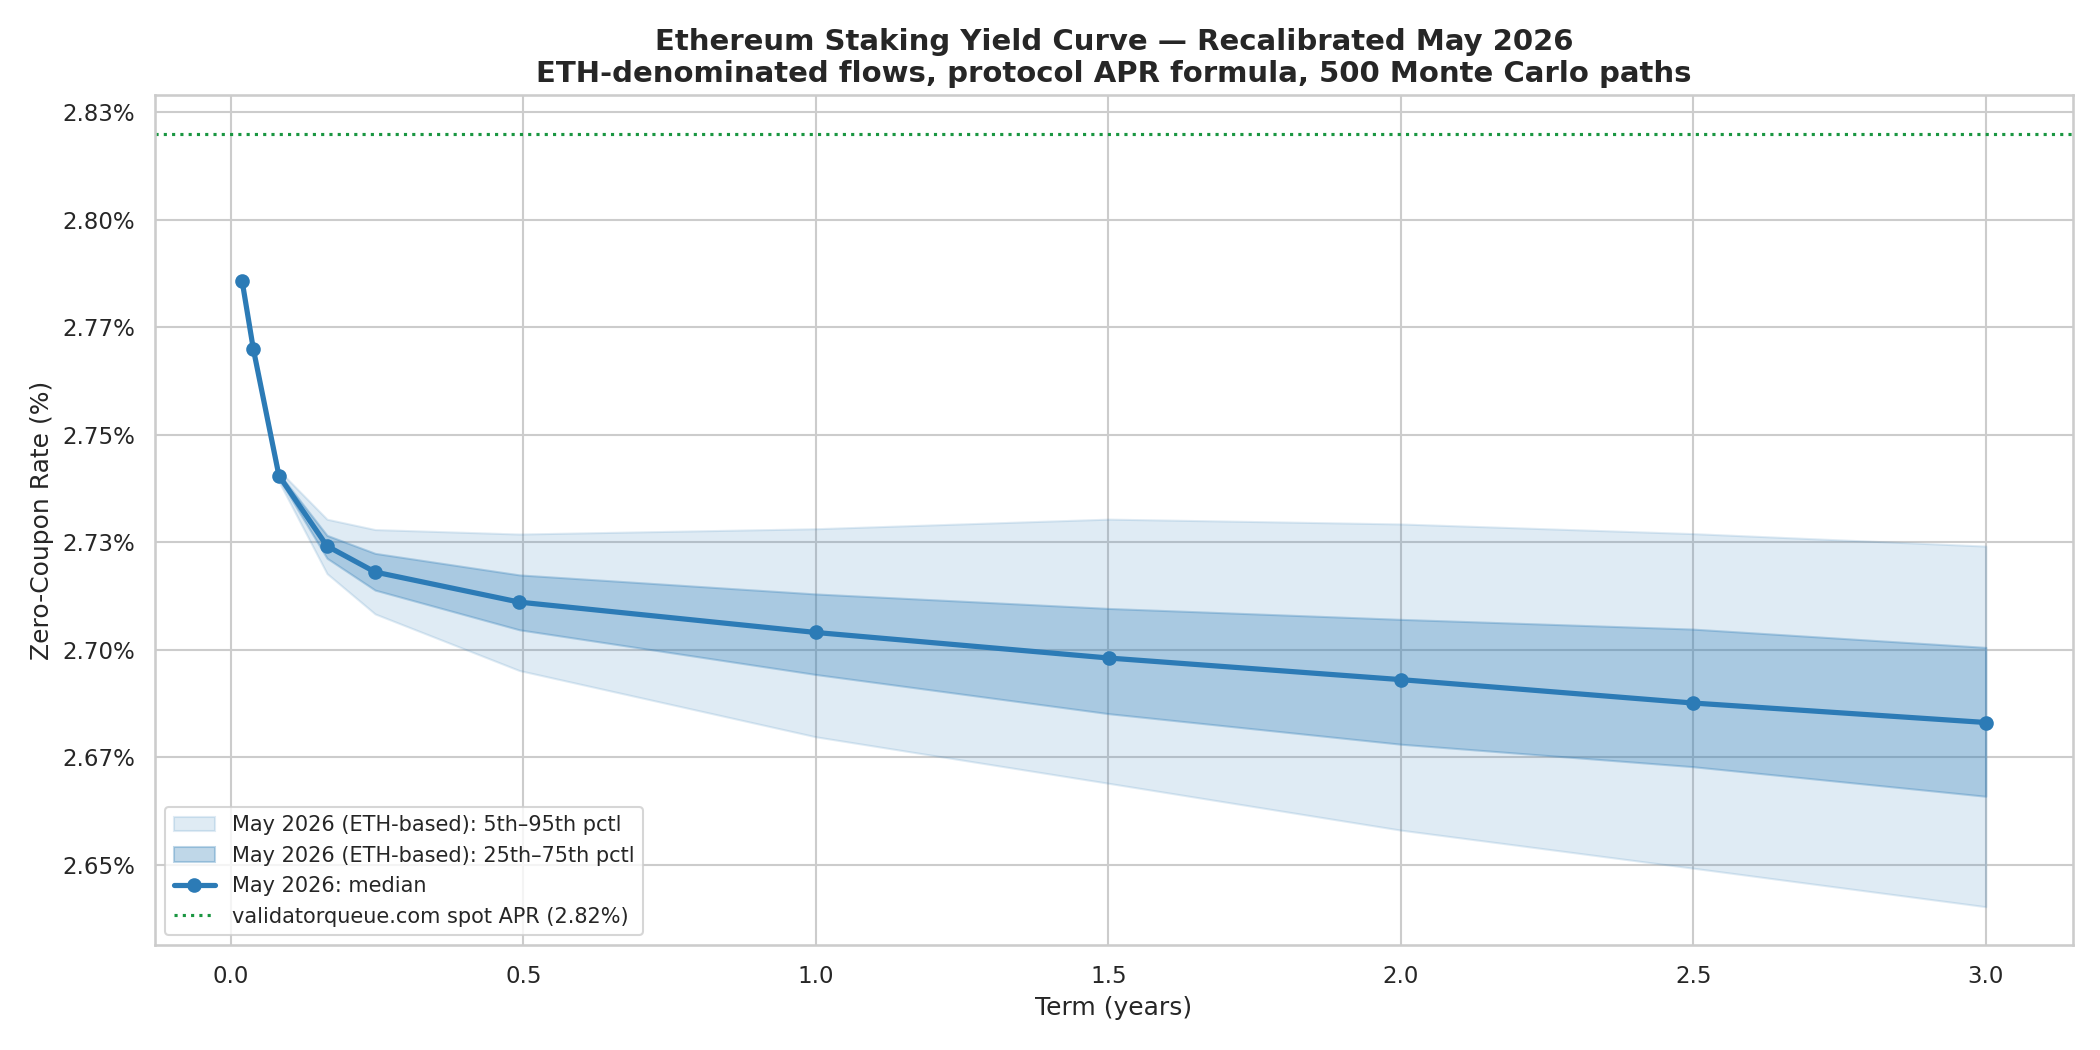 Ethereum Staking Yield Curve — Recalibrated May 2026
ETH-denominated flows, protocol APR formula, 500 Monte Carlo paths
Zero-Coupon Rate (%)
2.83%
2.80%
2.77%
2.75%
2.73%
2.70%
2.67%
2.65%
May 2026 (ETH-based): 5th–95th pctl
May 2026 (ETH-based): 25th–75th pctl
May 2026: median
validatorqueue.com spot APR (2.82%)
0.0 0.5 1.0 1.5 2.0 2.5 3.0
Term (years)